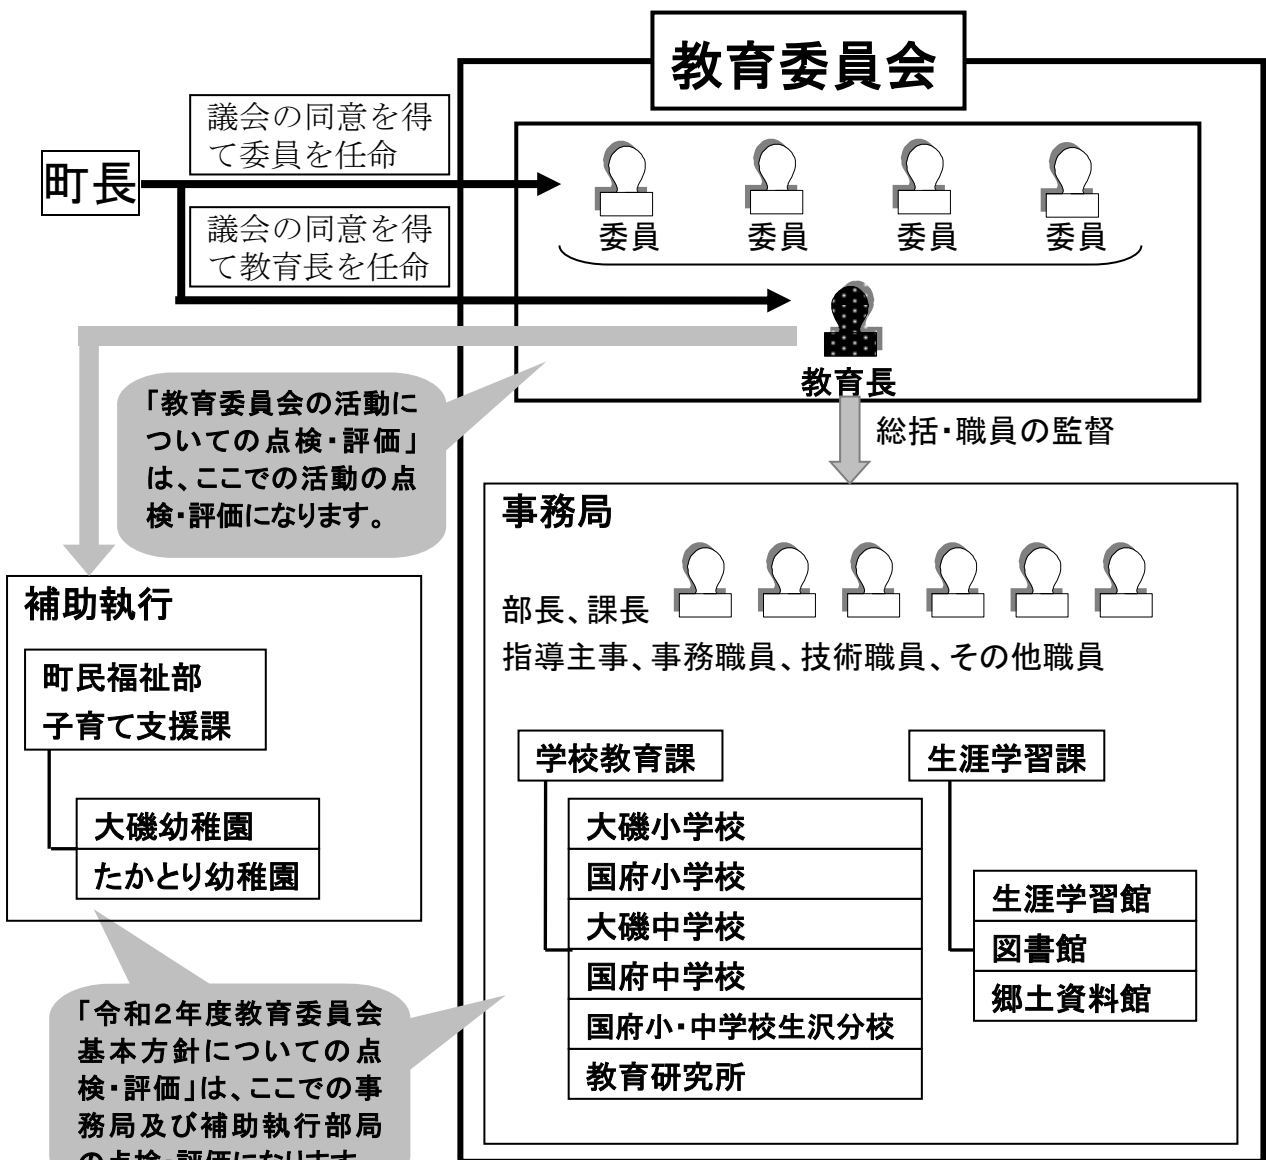 教育委員会
議会の同意を得
て委員を任命
町長
議会の同意を得
て教育長を任命
委員 委員 委員 委員
教育長
総括・職員の監督
「教育委員会の活動に
ついての点検・評価」
は、ここでの活動の点
検・評価になります。
事務局
部長、課長
指導主事、事務職員、技術職員、その他職員
補助執行
町民福祉部
子育て支援課
大磯幼稚園
たかとり幼稚園
学校教育課
大磯小学校
国府小学校
大磯中学校
国府中学校
国府小・中学校生沢分校
教育研究所
生涯学習課
生涯学習館
図書館
郷土資料館
「令和2年度教育委員会
基本方針についての点
検・評価」は、ここでの事
務局及び補助執行部局
の点検・評価になります